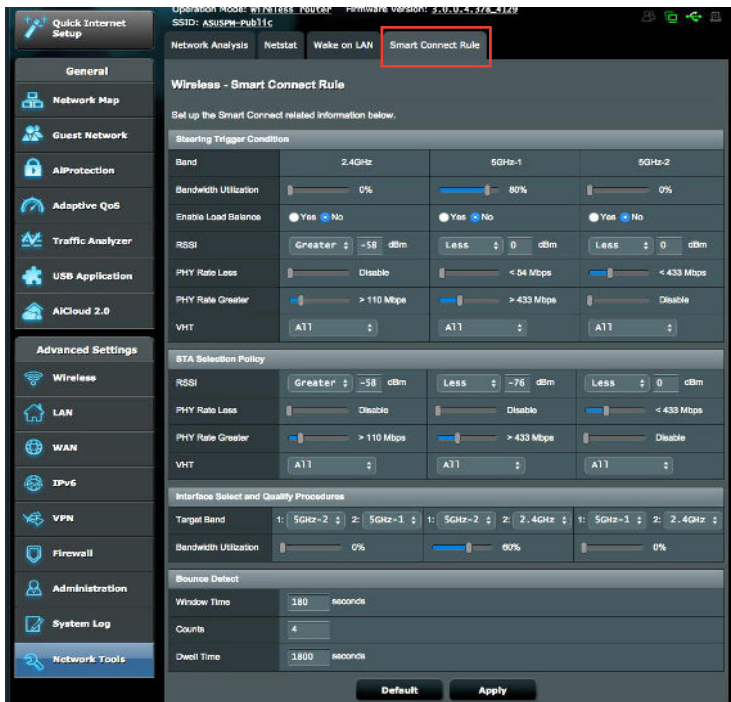 Quick Internet Setup
Operation Mode: Wireless router Firmware Version: 3.0.0.4.378_4129
SSID: ASUSPM-Public
Network Analysis Netstat Wake on LAN Smart Connect Rule
General
Network Map
Guest Network
AiProtection
Adaptive QoS
Traffic Analyzer
USB Application
AiCloud 2.0
Advanced Settings
Wireless
LAN
WAN
IPv6
VPN
Firewall
Administration
System Log
Network Tools
Wireless - Smart Connect Rule
Set up the Smart Connect related information below.
Steering Trigger Condition
Band 2.4GHz 5GHz-1 5GHz-2
Bandwidth Utilization 0% 80% 0%
Enable Load Balance Yes No Yes No Yes No
RSSI Greater -58 dBm Less 0 dBm Less 0 dBm
PHY Rate Less Disable < 54 Mbps < 433 Mbps
PHY Rate Greater > 110 Mbps > 433 Mbps Disable
VHT All All All
STA Selection Policy
RSSI Greater -58 dBm Less -76 dBm Less 0 dBm
PHY Rate Less Disable Disable < 433 Mbps
PHY Rate Greater > 110 Mbps > 433 Mbps Disable
VHT All All All
Interface Select and Qualify Procedures
Target Band 1: 5GHz-2 2: 5GHz-1 1: 5GHz-2 2: 2.4GHz 1: 5GHz-1 2: 2.4GHz
Bandwidth Utilization 0% 60% 0%
Bounce Detect
Window Time 180 seconds
Counts 4
Dwell Time 1800 seconds
Default Apply